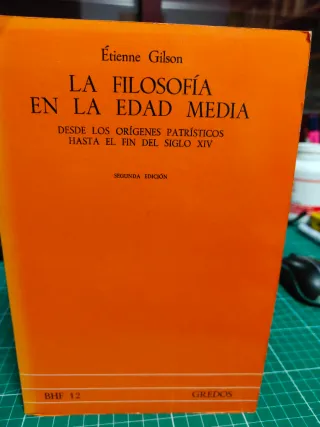 Étienne Gilson
LA FILOSOFÍA
EN LA EDAD MEDIA
DESDE LOS ORÍGENES PATRÍSTICOS
HASTA EL FIN DEL SIGLO XIV
SEGUNDA EDICIÓN
BHF 12 GREDOS